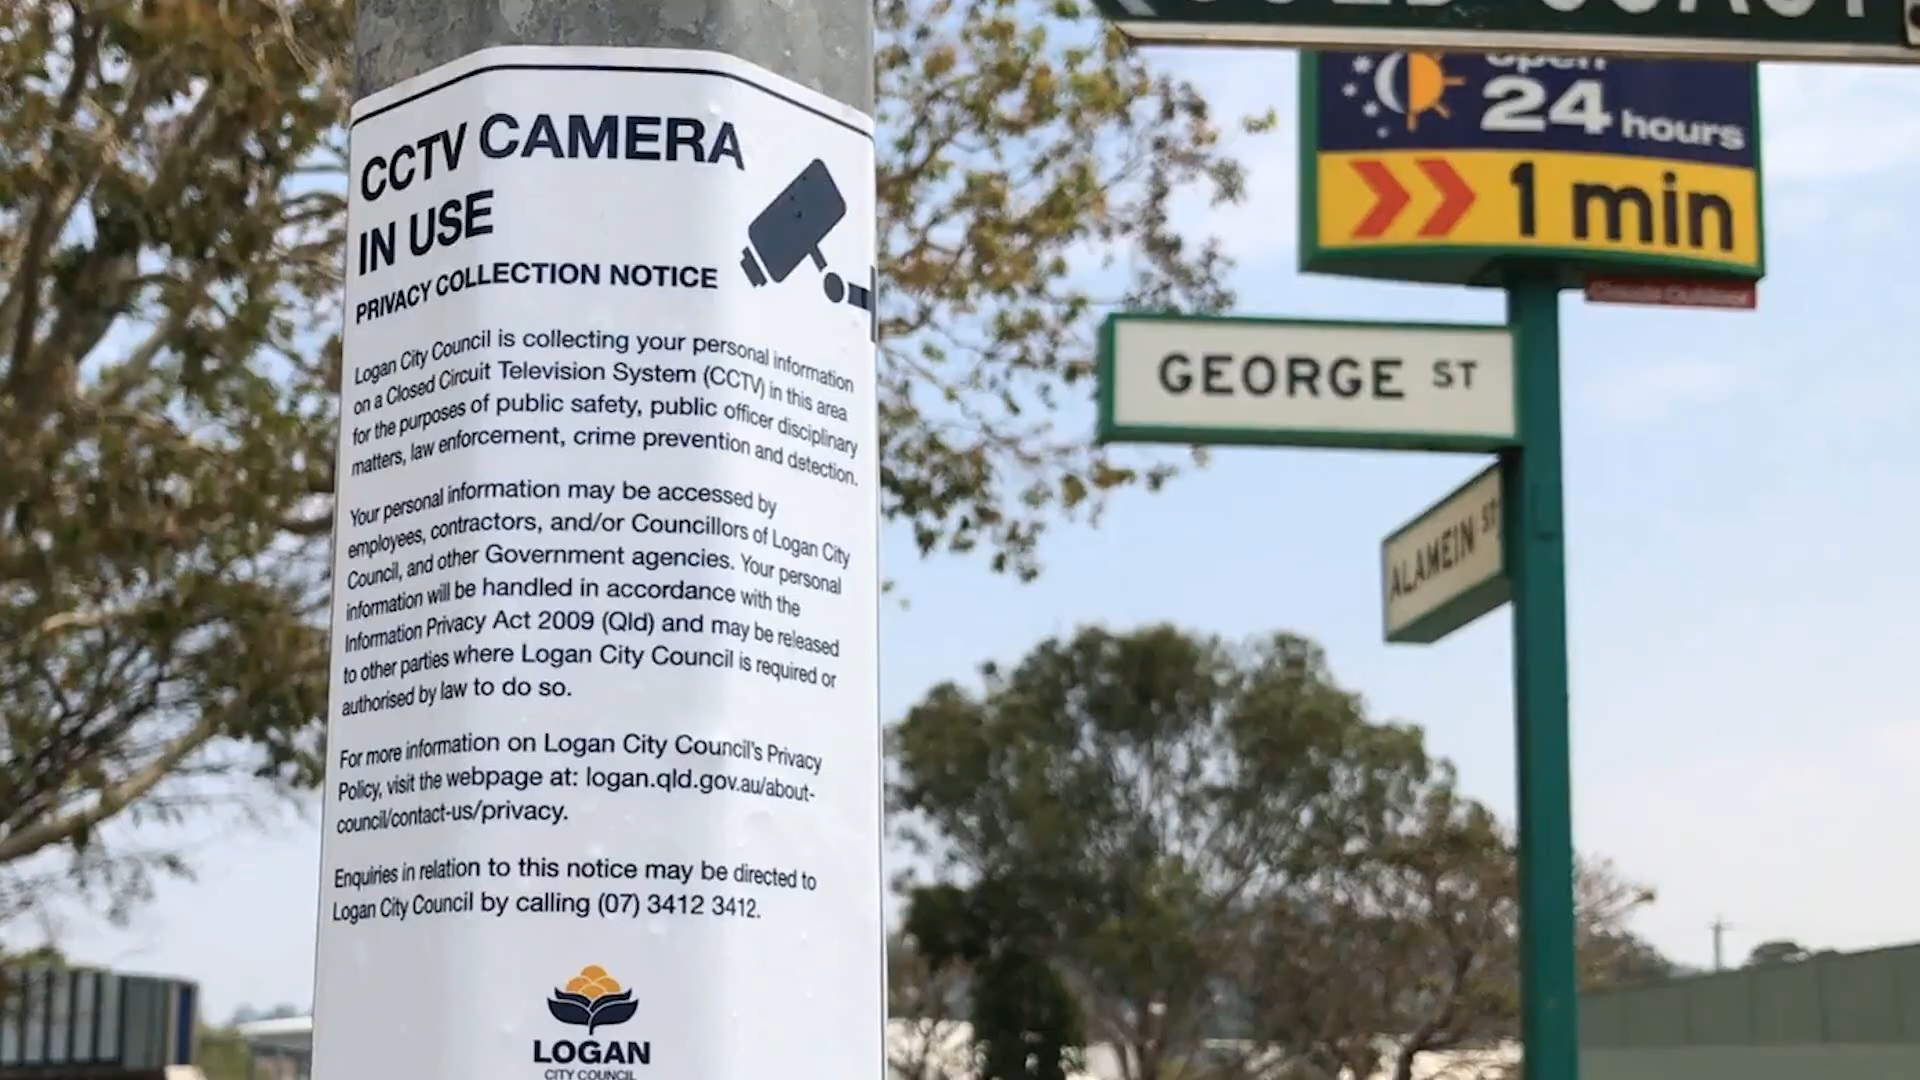 CCTV CAMERA
IN USE
PRIVACY COLLECTION NOTICE
Logan City Council is collecting your personal information
on a Closed Circuit Television System (CCTV) in this area
for the purposes of public safety, public officer disciplinary
matters, law enforcement, crime prevention and detection.
Your personal information may be accessed by
employees, contractors, and/or Councillors of Logan City
Council, and other Government agencies. Your personal
information will be handled in accordance with the
Information Privacy Act 2009 (Qld) and may be released
to other parties where Logan City Council is required or
authorised by law to do so.
For more information on Logan City Council's Privacy
Policy, visit the webpage at: logan.qld.gov.au/about-
council/contact-us/privacy.
Enquiries in relation to this notice may be directed to
Logan City Council by calling (07) 3412 3412.
LOGAN
CITY COUNCIL
GOLD COAST
open
24 hours
1 min
GEORGE ST
ALAMEIN ST